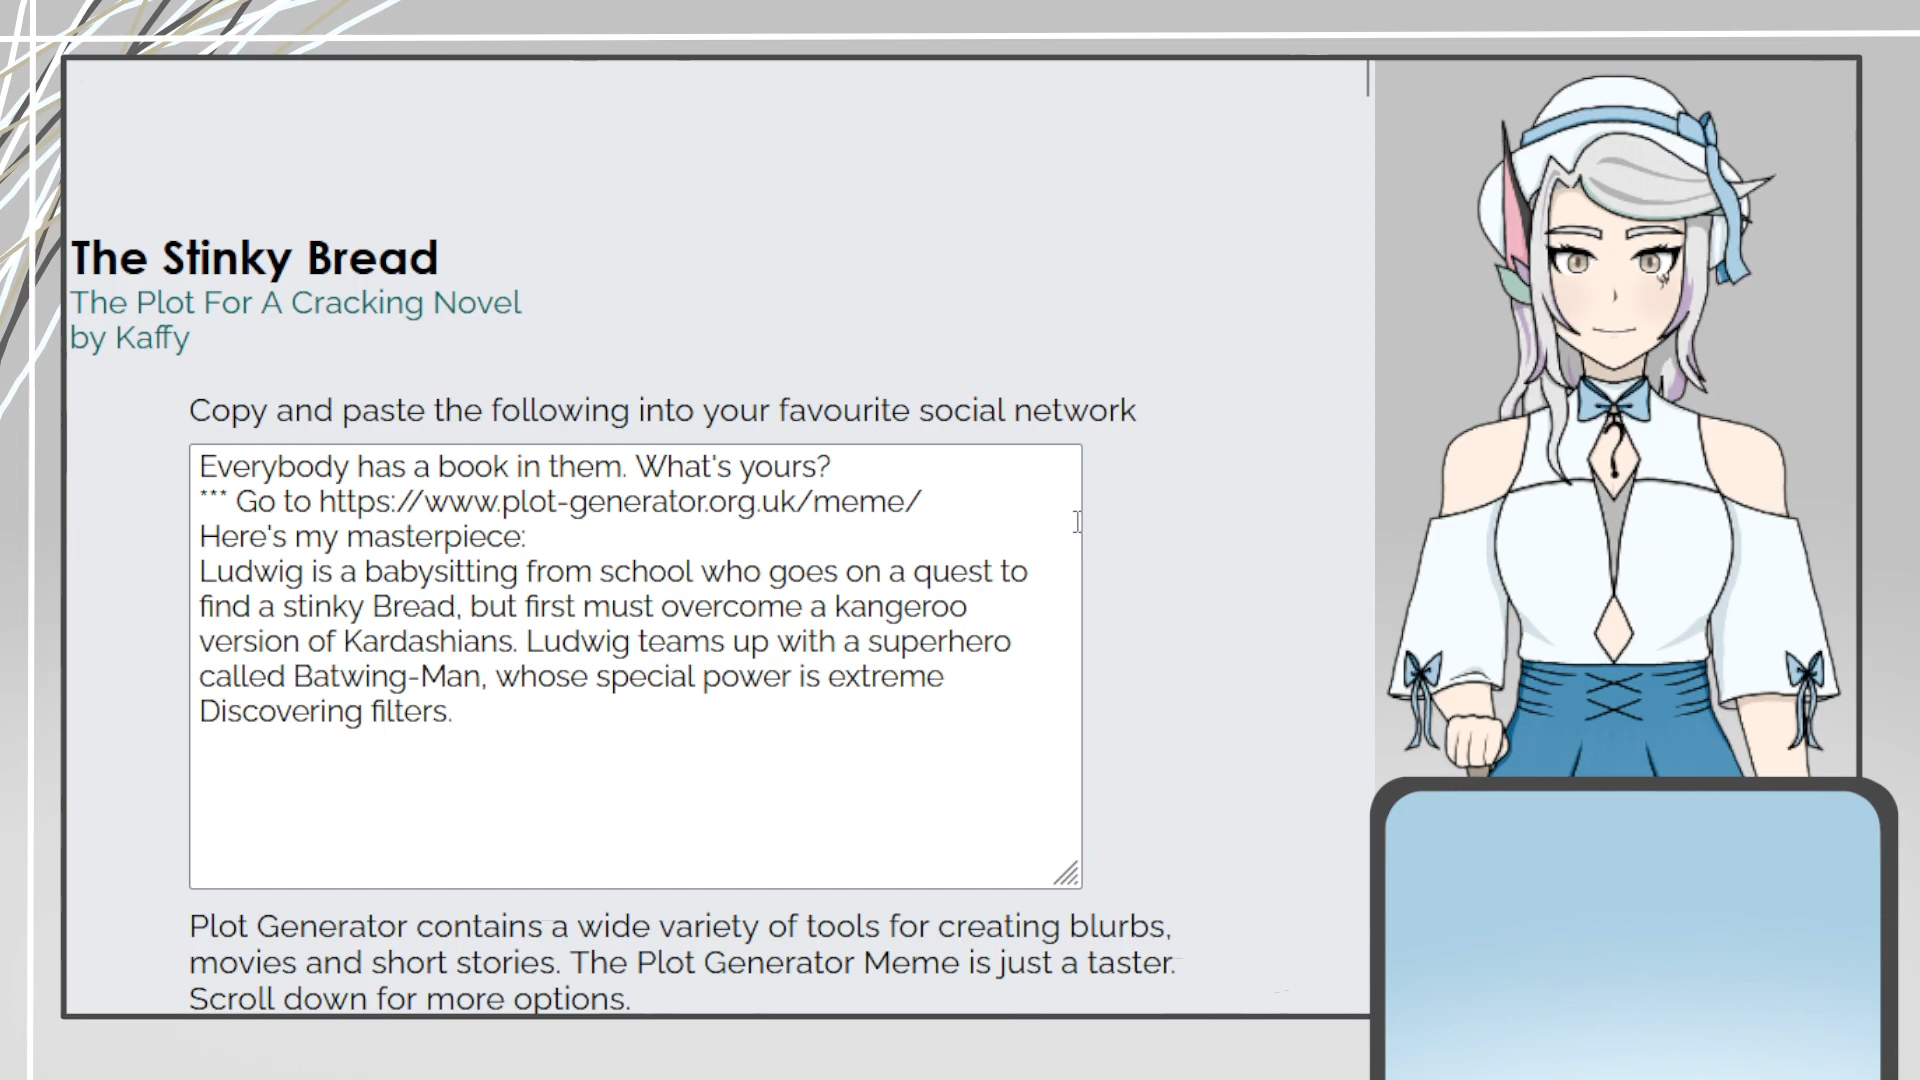 The Stinky Bread
The Plot For A Cracking Novel
by Kaffy
Copy and paste the following into your favourite social network
Everybody has a book in them. What's yours?
*** Go to https://www.plot-generator.org.uk/meme/
Here's my masterpiece:
Ludwig is a babysitting from school who goes on a quest to
find a stinky Bread, but first must overcome a kangeroo
version of Kardashians. Ludwig teams up with a superhero
called Batwing-Man, whose special power is extreme
Discovering filters.
Plot Generator contains a wide variety of tools for creating blurbs,
movies and short stories. The Plot Generator Meme is just a taster.
Scroll down for more options.